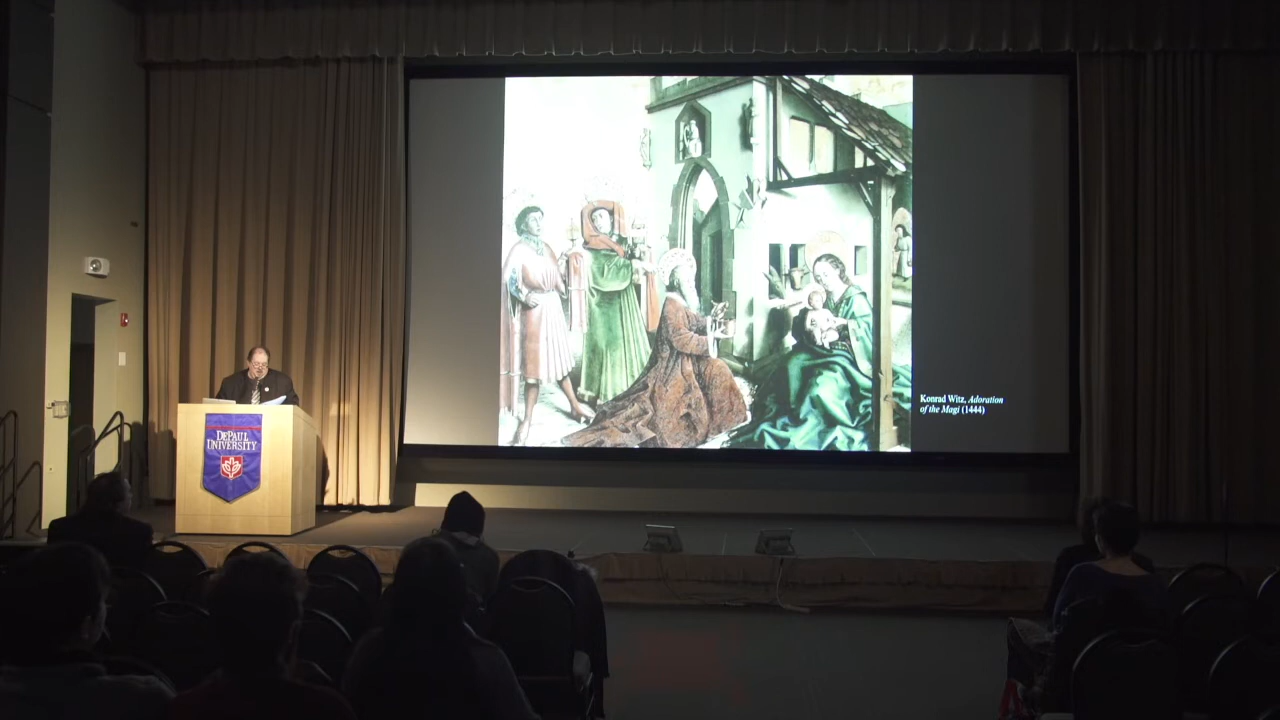 DEPAUL
UNIVERSITY
Konrad Witz, Adoration
of the Magi (1444)